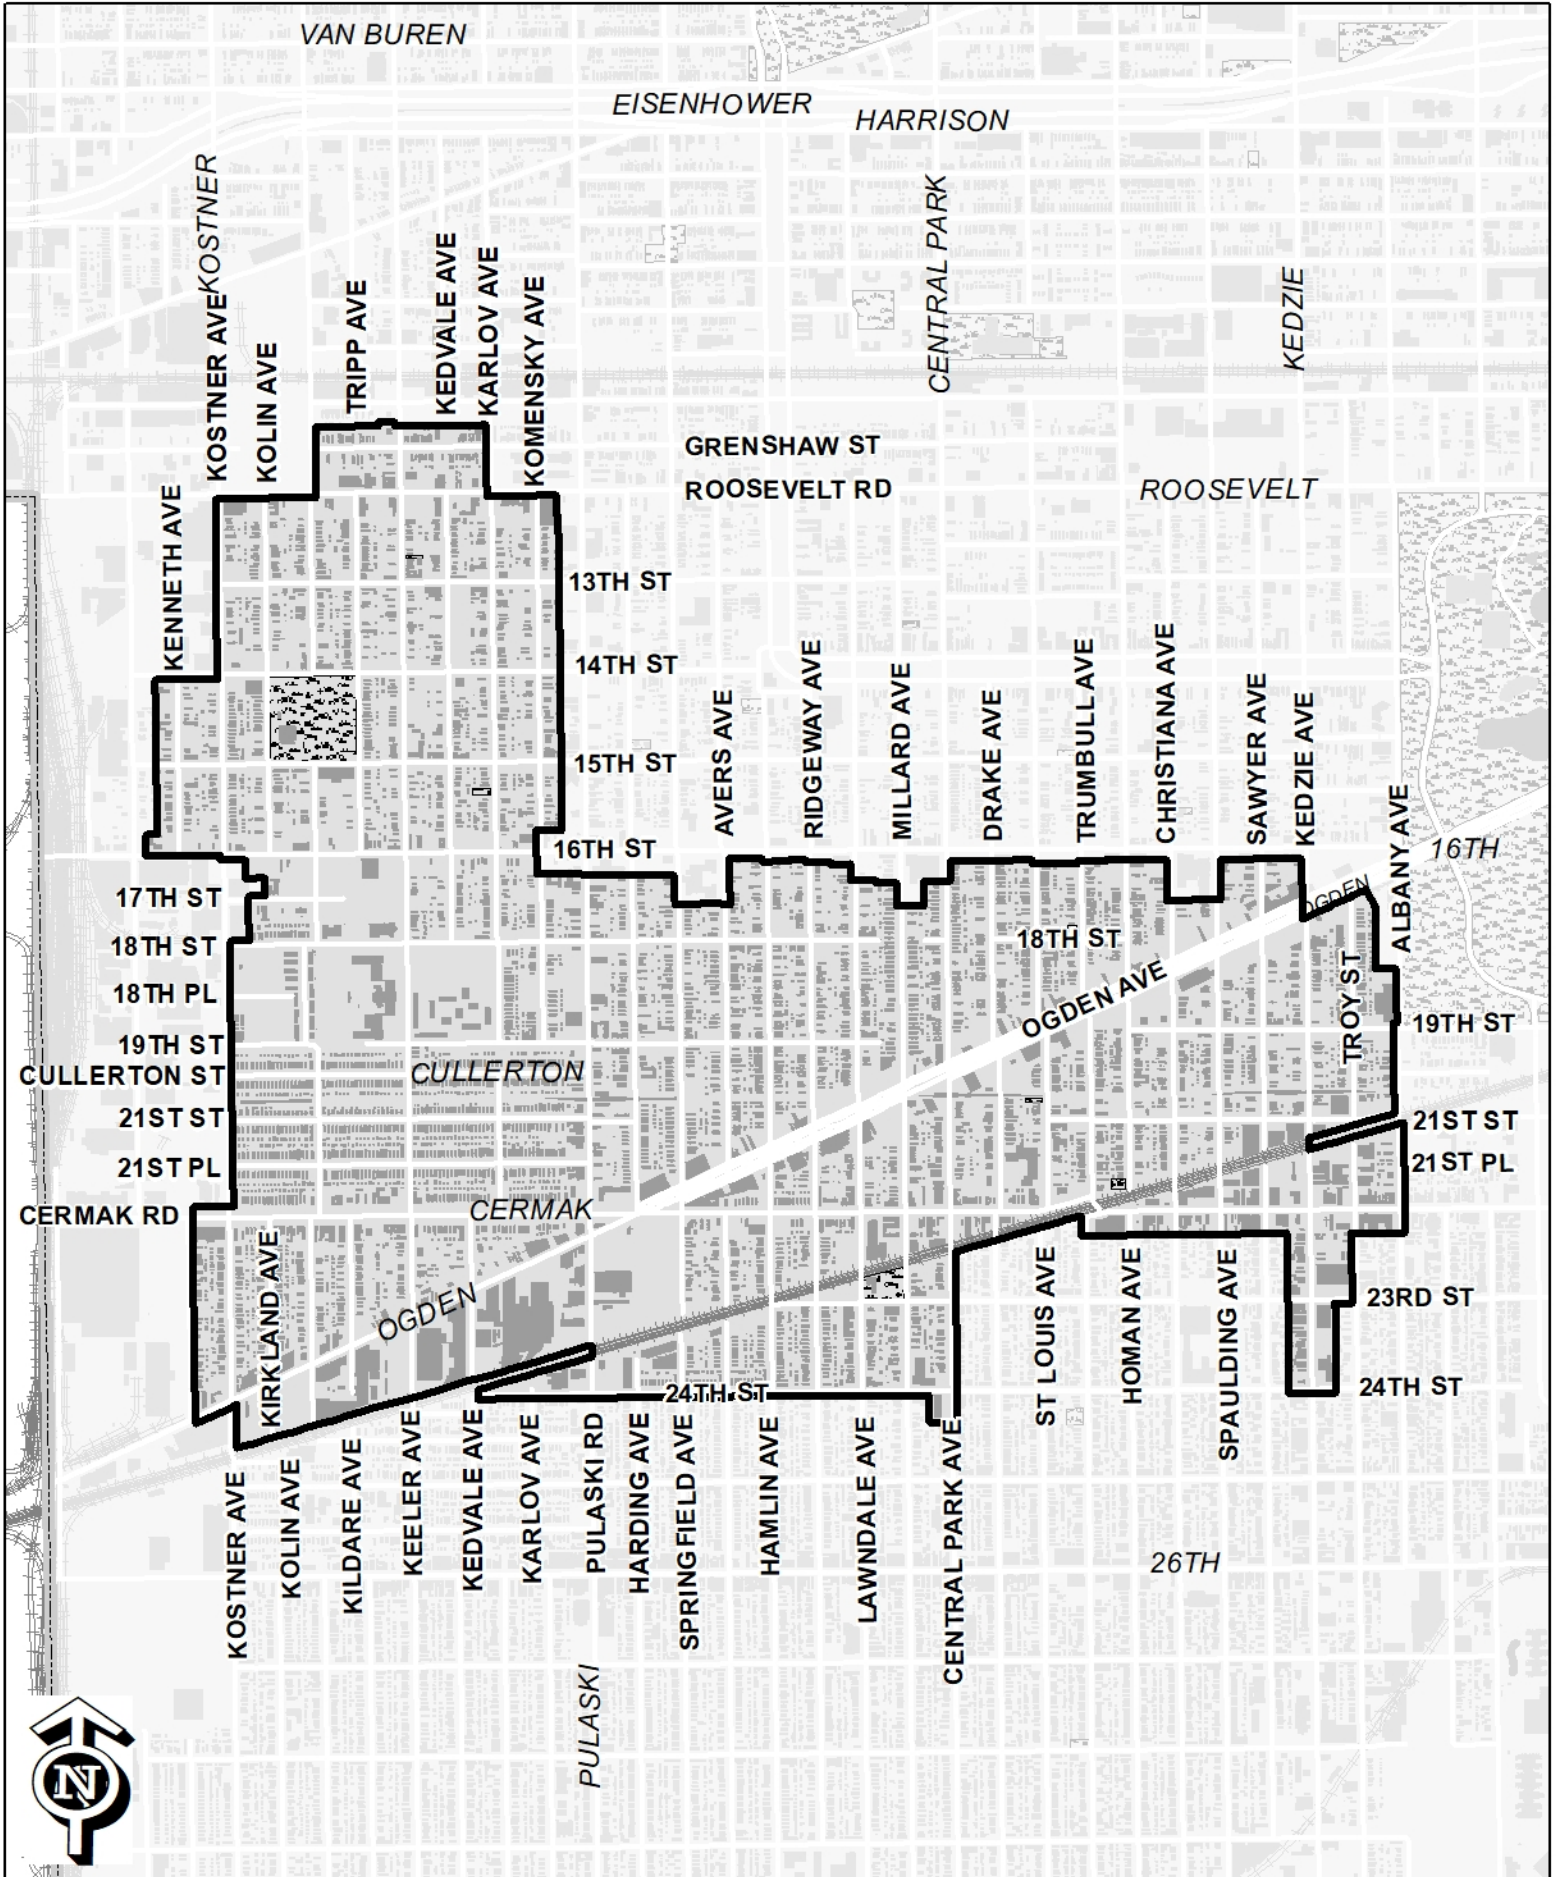 VAN BUREN
EISENHOWER
HARRISON
KOSTNER
CENTRAL PARK
KEDZIE
KOSTNER AVE
KOLIN AVE
TRIPP AVE
KEDVALE AVE
KARLOV AVE
KOMENSKY AVE
GRENSHAW ST
ROOSEVELT RD
ROOSEVELT
KENNETH AVE
13TH ST
14TH ST
15TH ST
16TH ST
AVERS AVE
RIDGEWAY AVE
MILLARD AVE
DRAKE AVE
TRUMBULL AVE
CHRISTIANA AVE
SAWYER AVE
KEDZIE AVE
ALBANY AVE
16TH
OGDEN
17TH ST
18TH ST
18TH ST
18TH PL
OGDEN AVE
TROY ST
19TH ST
19TH ST
CULLERTON ST
CULLERTON
21ST ST
21ST ST
21ST PL
21ST PL
CERMAK RD
CERMAK
KIRKLAND AVE
OGDEN
ST LOUIS AVE
HOMAN AVE
SPAULDING AVE
23RD ST
24TH ST
24TH ST
KOSTNER AVE
KOLIN AVE
KILDARE AVE
KEELER AVE
KEDVALE AVE
KARLOV AVE
PULASKI RD
HARDING AVE
SPRINGFIELD AVE
HAMLIN AVE
LAWNDALE AVE
CENTRAL PARK AVE
26TH
PULASKI
N